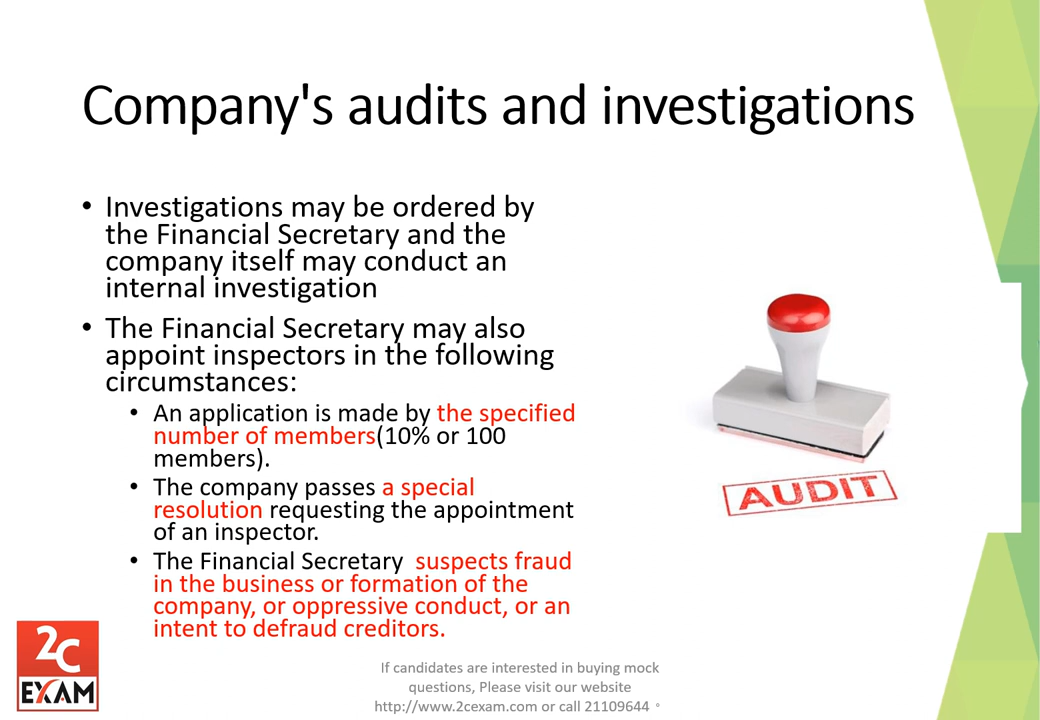 Company's audits and investigations
• Investigations may be ordered by
the Financial Secretary and the
company itself may conduct an
internal investigation
• The Financial Secretary may also
appoint inspectors in the following
circumstances:
• An application is made by the specified
number of members(10% or 100
members).
• The company passes a special
resolution requesting the appointment
of an inspector.
• The Financial Secretary  suspects fraud
in the business or formation of the
company, or oppressive conduct, or an
intent to defraud creditors.
AUDIT
2C
EXAM
If candidates are interested in buying mock
questions, Please visit our website
http://www.2cexam.com or call 21109644 。